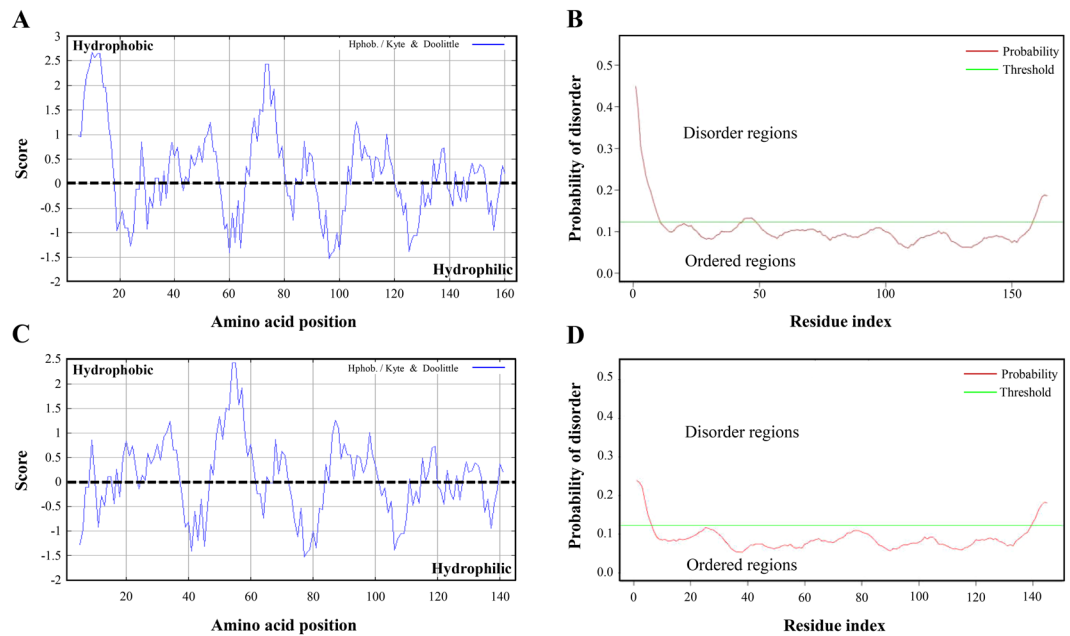 A
Hydrophobic
Hphob. / Kyte & Doolittle
3
2.5
2
1.5
1
0.5
0
-0.5
-1
-1.5
-2
Score
Hydrophilic
20 40 60 80 100 120 140 160
Amino acid position
B
Probability
Threshold
0.5
0.4
0.3
0.2
0.1
0.0
Probability of disorder
Disorder regions
Ordered regions
0 50 100 150
Residue index
C
Hydrophobic
Hphob. / Kyte & Doolittle
2.5
2
1.5
1
0.5
0
-0.5
-1
-1.5
-2
Score
Hydrophilic
20 40 60 80 100 120 140
Amino acid position
D
Probability
Threshold
0.5
0.4
0.3
0.2
0.1
0.0
Probability of disorder
Disorder regions
Ordered regions
0 20 40 60 80 100 120 140
Residue index